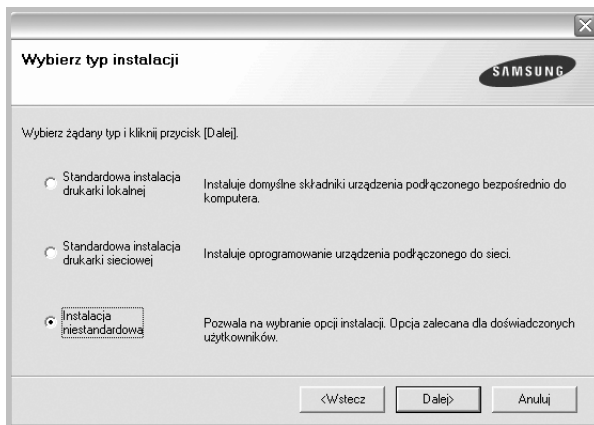 Wybierz typ instalacji
SAMSUNG
Wybierz żądany typ i kliknij przycisk [Dalej].
Standardowa instalacja
drukarki lokalnej
Instaluje domyślne składniki urządzenia podłączonego bezpośrednio do
komputera.
Standardowa instalacja
drukarki sieciowej
Instaluje oprogramowanie urządzenia podłączonego do sieci.
Instalacja
niestandardowa
Pozwala na wybranie opcji instalacji. Opcja zalecana dla doświadczonych
użytkowników.
<Wstecz
Dalej>
Anuluj